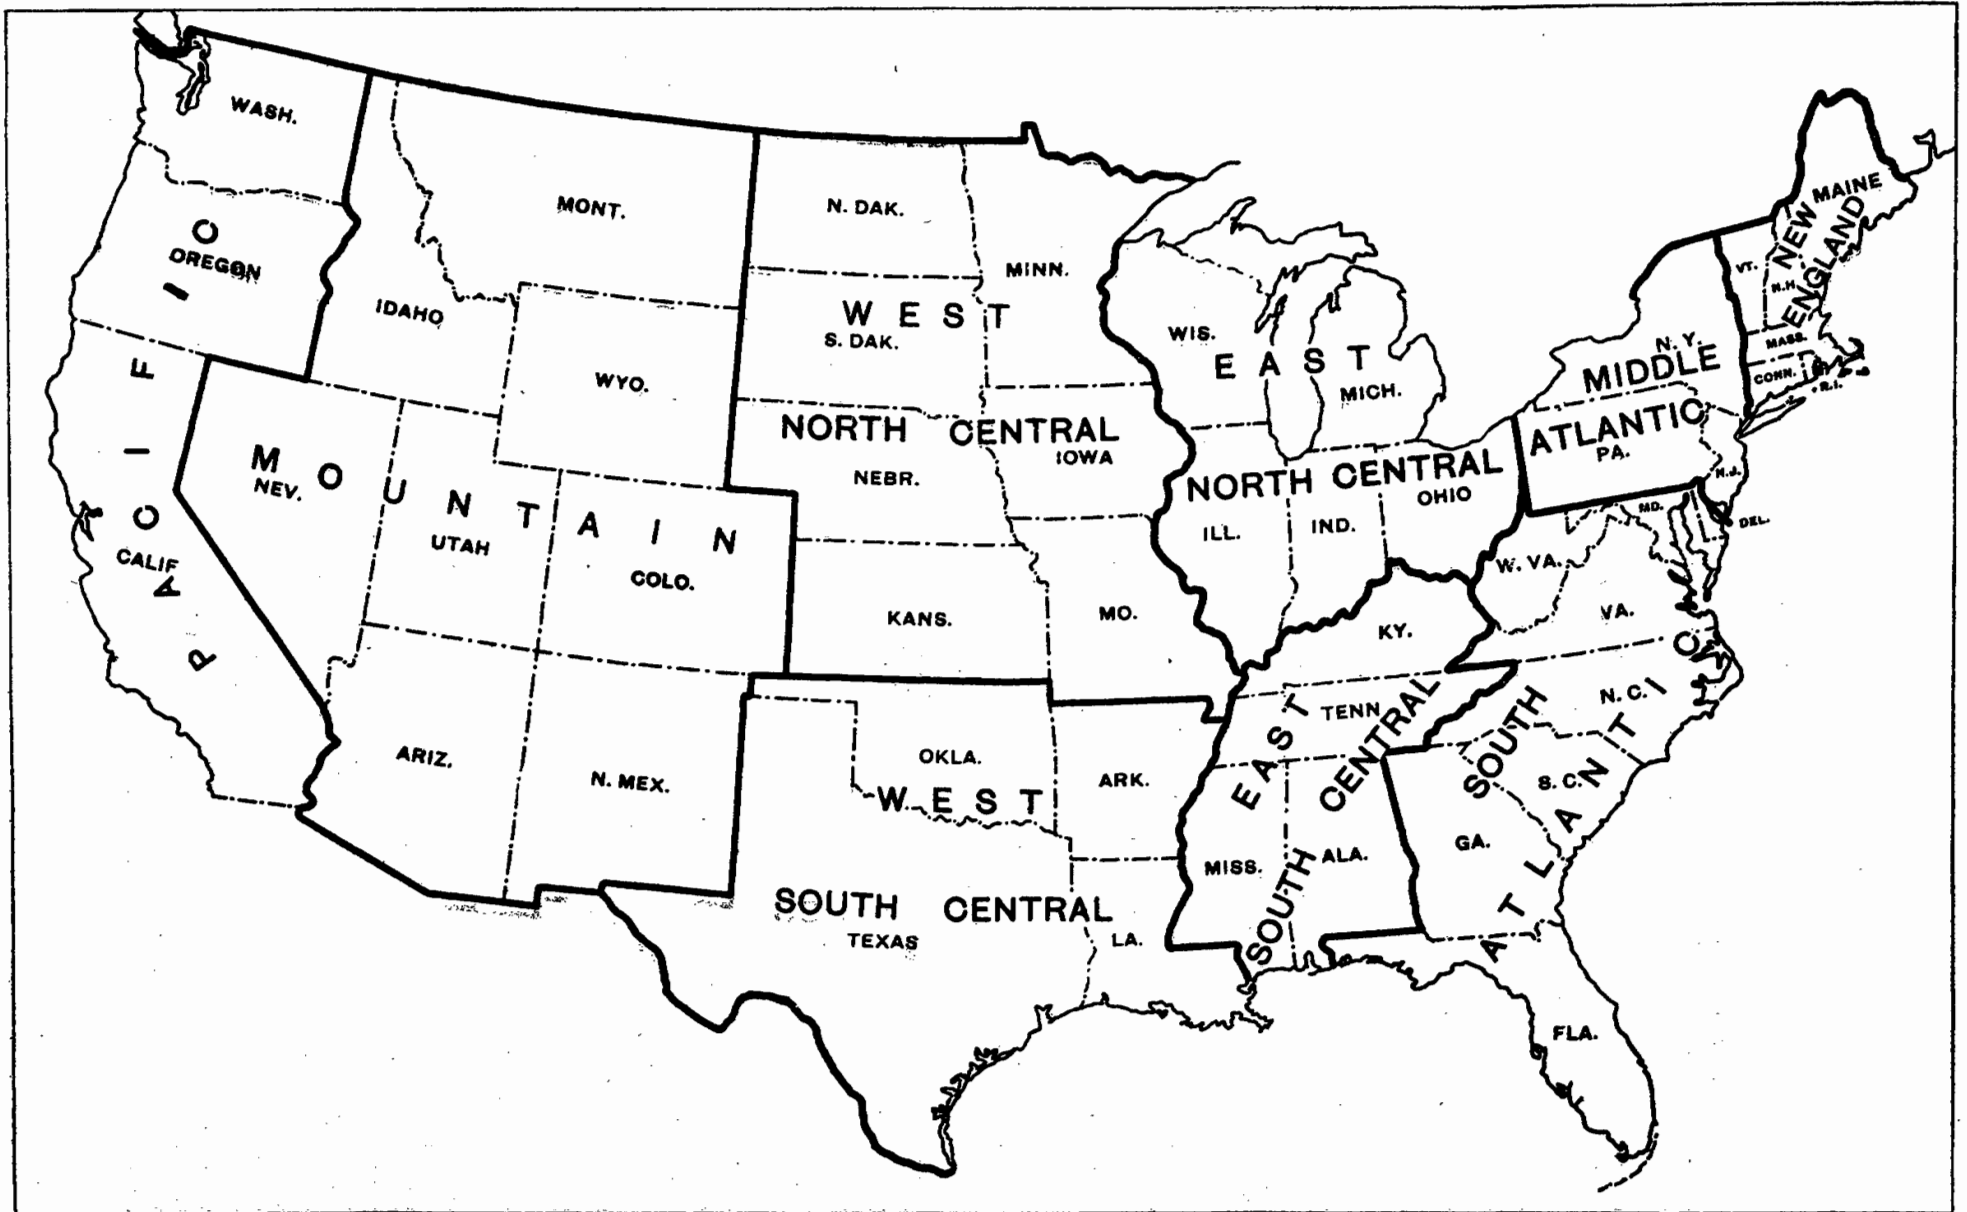 PACIFIC
WASH.
OREGON
CALIF
MOUNTAIN
MONT.
IDAHO
WYO.
NEV.
UTAH
COLO.
ARIZ.
N. MEX.
WEST
NORTH CENTRAL
N. DAK.
MINN.
S. DAK.
IOWA
NEBR.
KANS.
MO.
WEST
SOUTH CENTRAL
OKLA.
ARK.
TEXAS
LA.
EAST
NORTH CENTRAL
WIS.
MICH.
ILL.
IND.
OHIO
EAST
SOUTH CENTRAL
KY.
TENN.
MISS.
ALA.
SOUTH
ATLANTIC
MD.
DEL.
W. VA.
VA.
N. C.
S. C.
GA.
FLA.
MIDDLE
ATLANTIC
N. Y.
PA.
N.J.
NEW
ENGLAND
MAINE
VT.
N.H.
MASS.
CONN.
R.I.